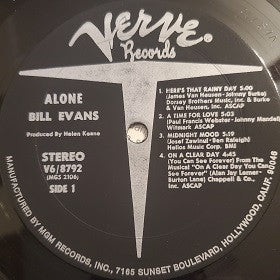 Verve
Records
ALONE
BILL EVANS
Produced by Helen Keane
STEREO
V6/8792
(MGS 2106)
SIDE 1
1. HERE'S THAT RAINY DAY 5:00
(James Van Heusen-Johnny Burke)
Dorsey Brothers Music, Inc. & Burke &
Van Heusen, Inc. ASCAP
2. A TIME FOR LOVE 5:03
(Paul Francis Webster-Johnny Mandel)
Witmark ASCAP
3. MIDNIGHT MOOD 5:19
(Josef Zawinul-Ben Raleigh)
Helios Music Corp. BMI
4. ON A CLEAR DAY 4:45
(You Can See Forever) From the
Musical "On a Clear Day You Can
See Forever" (Alan Jay Lerner-
Burton Lane) Chappell & Co.,
Inc. ASCAP
MANUFACTURED BY MGM RECORDS, INC., 7165 SUNSET BOULEVARD, HOLLYWOOD, CALIF. 90046